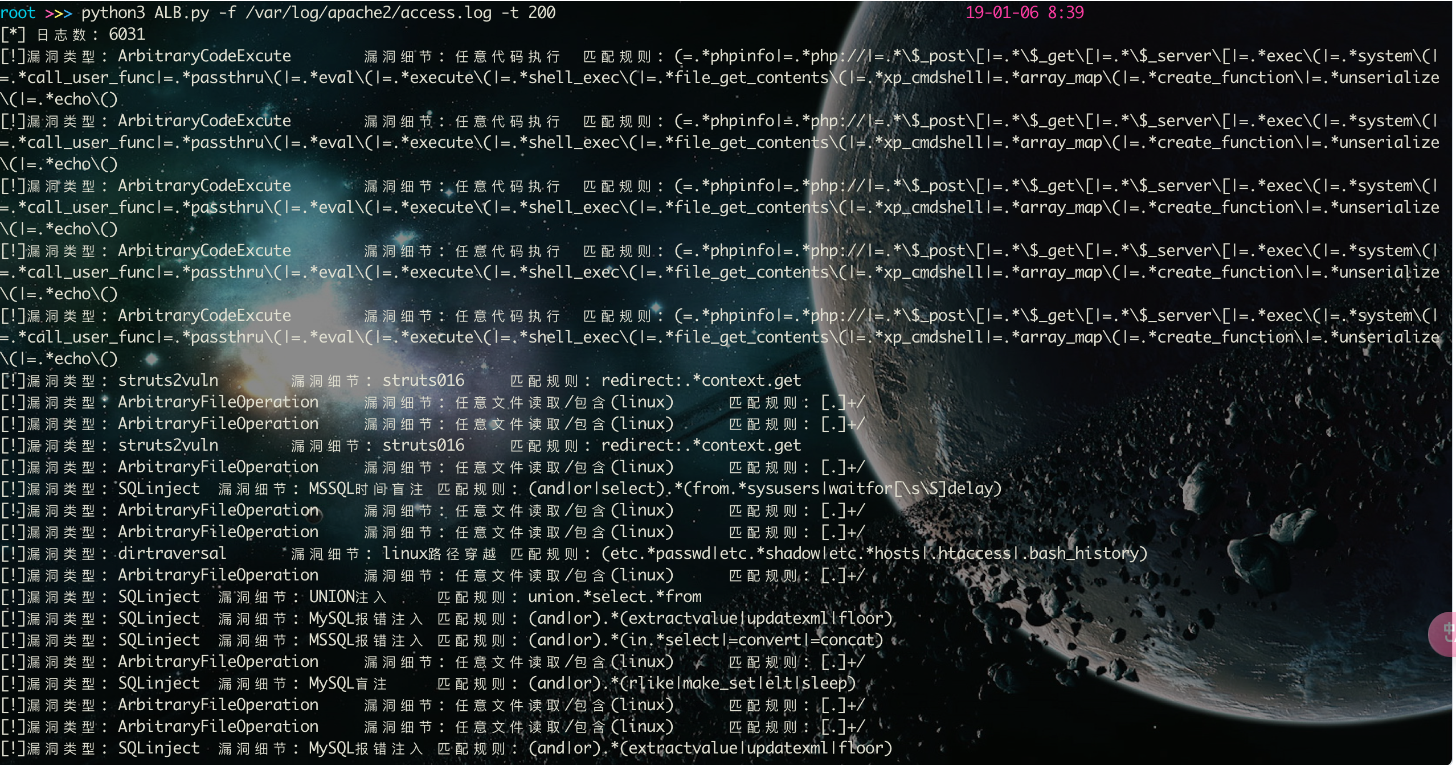 root >>> python3 ALB.py -f /var/log/apache2/access.log -t 200 19-01-06 8:39
[*] 日志数: 6031
[!]漏洞类型: ArbitraryCodeExcute 漏洞细节: 任意代码执行 匹配规则: (=.*phpinfo|=.*php://|=.*\$_post\[|=.*\$_get\[|=.*\$_server\[|=.*exec\(|=.*system\(|
=.*call_user_func|=.*passthru\(|=.*eval\(|=.*execute\(|=.*shell_exec\(|=.*file_get_contents\(|=.*xp_cmdshell|=.*array_map\(|=.*create_function\|=.*unserialize
\(|=.*echo\()
[!]漏洞类型: ArbitraryCodeExcute 漏洞细节: 任意代码执行 匹配规则: (=.*phpinfo|=.*php://|=.*\$_post\[|=.*\$_get\[|=.*\$_server\[|=.*exec\(|=.*system\(|
=.*call_user_func|=.*passthru\(|=.*eval\(|=.*execute\(|=.*shell_exec\(|=.*file_get_contents\(|=.*xp_cmdshell|=.*array_map\(|=.*create_function\|=.*unserialize
\(|=.*echo\()
[!]漏洞类型: ArbitraryCodeExcute 漏洞细节: 任意代码执行 匹配规则: (=.*phpinfo|=.*php://|=.*\$_post\[|=.*\$_get\[|=.*\$_server\[|=.*exec\(|=.*system\(|
=.*call_user_func|=.*passthru\(|=.*eval\(|=.*execute\(|=.*shell_exec\(|=.*file_get_contents\(|=.*xp_cmdshell|=.*array_map\(|=.*create_function\|=.*unserialize
\(|=.*echo\()
[!]漏洞类型: ArbitraryCodeExcute 漏洞细节: 任意代码执行 匹配规则: (=.*phpinfo|=.*php://|=.*\$_post\[|=.*\$_get\[|=.*\$_server\[|=.*exec\(|=.*system\(|
=.*call_user_func|=.*passthru\(|=.*eval\(|=.*execute\(|=.*shell_exec\(|=.*file_get_contents\(|=.*xp_cmdshell|=.*array_map\(|=.*create_function\|=.*unserialize
\(|=.*echo\()
[!]漏洞类型: ArbitraryCodeExcute 漏洞细节: 任意代码执行 匹配规则: (=.*phpinfo|=.*php://|=.*\$_post\[|=.*\$_get\[|=.*\$_server\[|=.*exec\(|=.*system\(|
=.*call_user_func|=.*passthru\(|=.*eval\(|=.*execute\(|=.*shell_exec\(|=.*file_get_contents\(|=.*xp_cmdshell|=.*array_map\(|=.*create_function\|=.*unserialize
\(|=.*echo\()
[!]漏洞类型: struts2vuln 漏洞细节: struts016 匹配规则: redirect:.*context.get
[!]漏洞类型: ArbitraryFileOperation 漏洞细节: 任意文件读取/包含(linux) 匹配规则: [.]+/
[!]漏洞类型: ArbitraryFileOperation 漏洞细节: 任意文件读取/包含(linux) 匹配规则: [.]+/
[!]漏洞类型: struts2vuln 漏洞细节: struts016 匹配规则: redirect:.*context.get
[!]漏洞类型: ArbitraryFileOperation 漏洞细节: 任意文件读取/包含(linux) 匹配规则: [.]+/
[!]漏洞类型: SQLinject 漏洞细节: MSSQL时间盲注 匹配规则: (and|or|select).*(from.*sysusers|waitfor[\s\S]delay)
[!]漏洞类型: ArbitraryFileOperation 漏洞细节: 任意文件读取/包含(linux) 匹配规则: [.]+/
[!]漏洞类型: ArbitraryFileOperation 漏洞细节: 任意文件读取/包含(linux) 匹配规则: [.]+/
[!]漏洞类型: dirtraversal 漏洞细节: linux路径穿越 匹配规则: (etc.*passwd|etc.*shadow|etc.*hosts|.htaccess|.bash_history)
[!]漏洞类型: ArbitraryFileOperation 漏洞细节: 任意文件读取/包含(linux) 匹配规则: [.]+/
[!]漏洞类型: SQLinject 漏洞细节: UNION注入 匹配规则: union.*select.*from
[!]漏洞类型: SQLinject 漏洞细节: MySQL报错注入 匹配规则: (and|or).*(extractvalue|updatexml|floor)
[!]漏洞类型: SQLinject 漏洞细节: MSSQL报错注入 匹配规则: (and|or).*(in.*select|=convert|=concat)
[!]漏洞类型: ArbitraryFileOperation 漏洞细节: 任意文件读取/包含(linux) 匹配规则: [.]+/
[!]漏洞类型: SQLinject 漏洞细节: MySQL盲注 匹配规则: (and|or).*(rlike|make_set|elt|sleep)
[!]漏洞类型: ArbitraryFileOperation 漏洞细节: 任意文件读取/包含(linux) 匹配规则: [.]+/
[!]漏洞类型: ArbitraryFileOperation 漏洞细节: 任意文件读取/包含(linux) 匹配规则: [.]+/
[!]漏洞类型: SQLinject 漏洞细节: MySQL报错注入 匹配规则: (and|or).*(extractvalue|updatexml|floor)